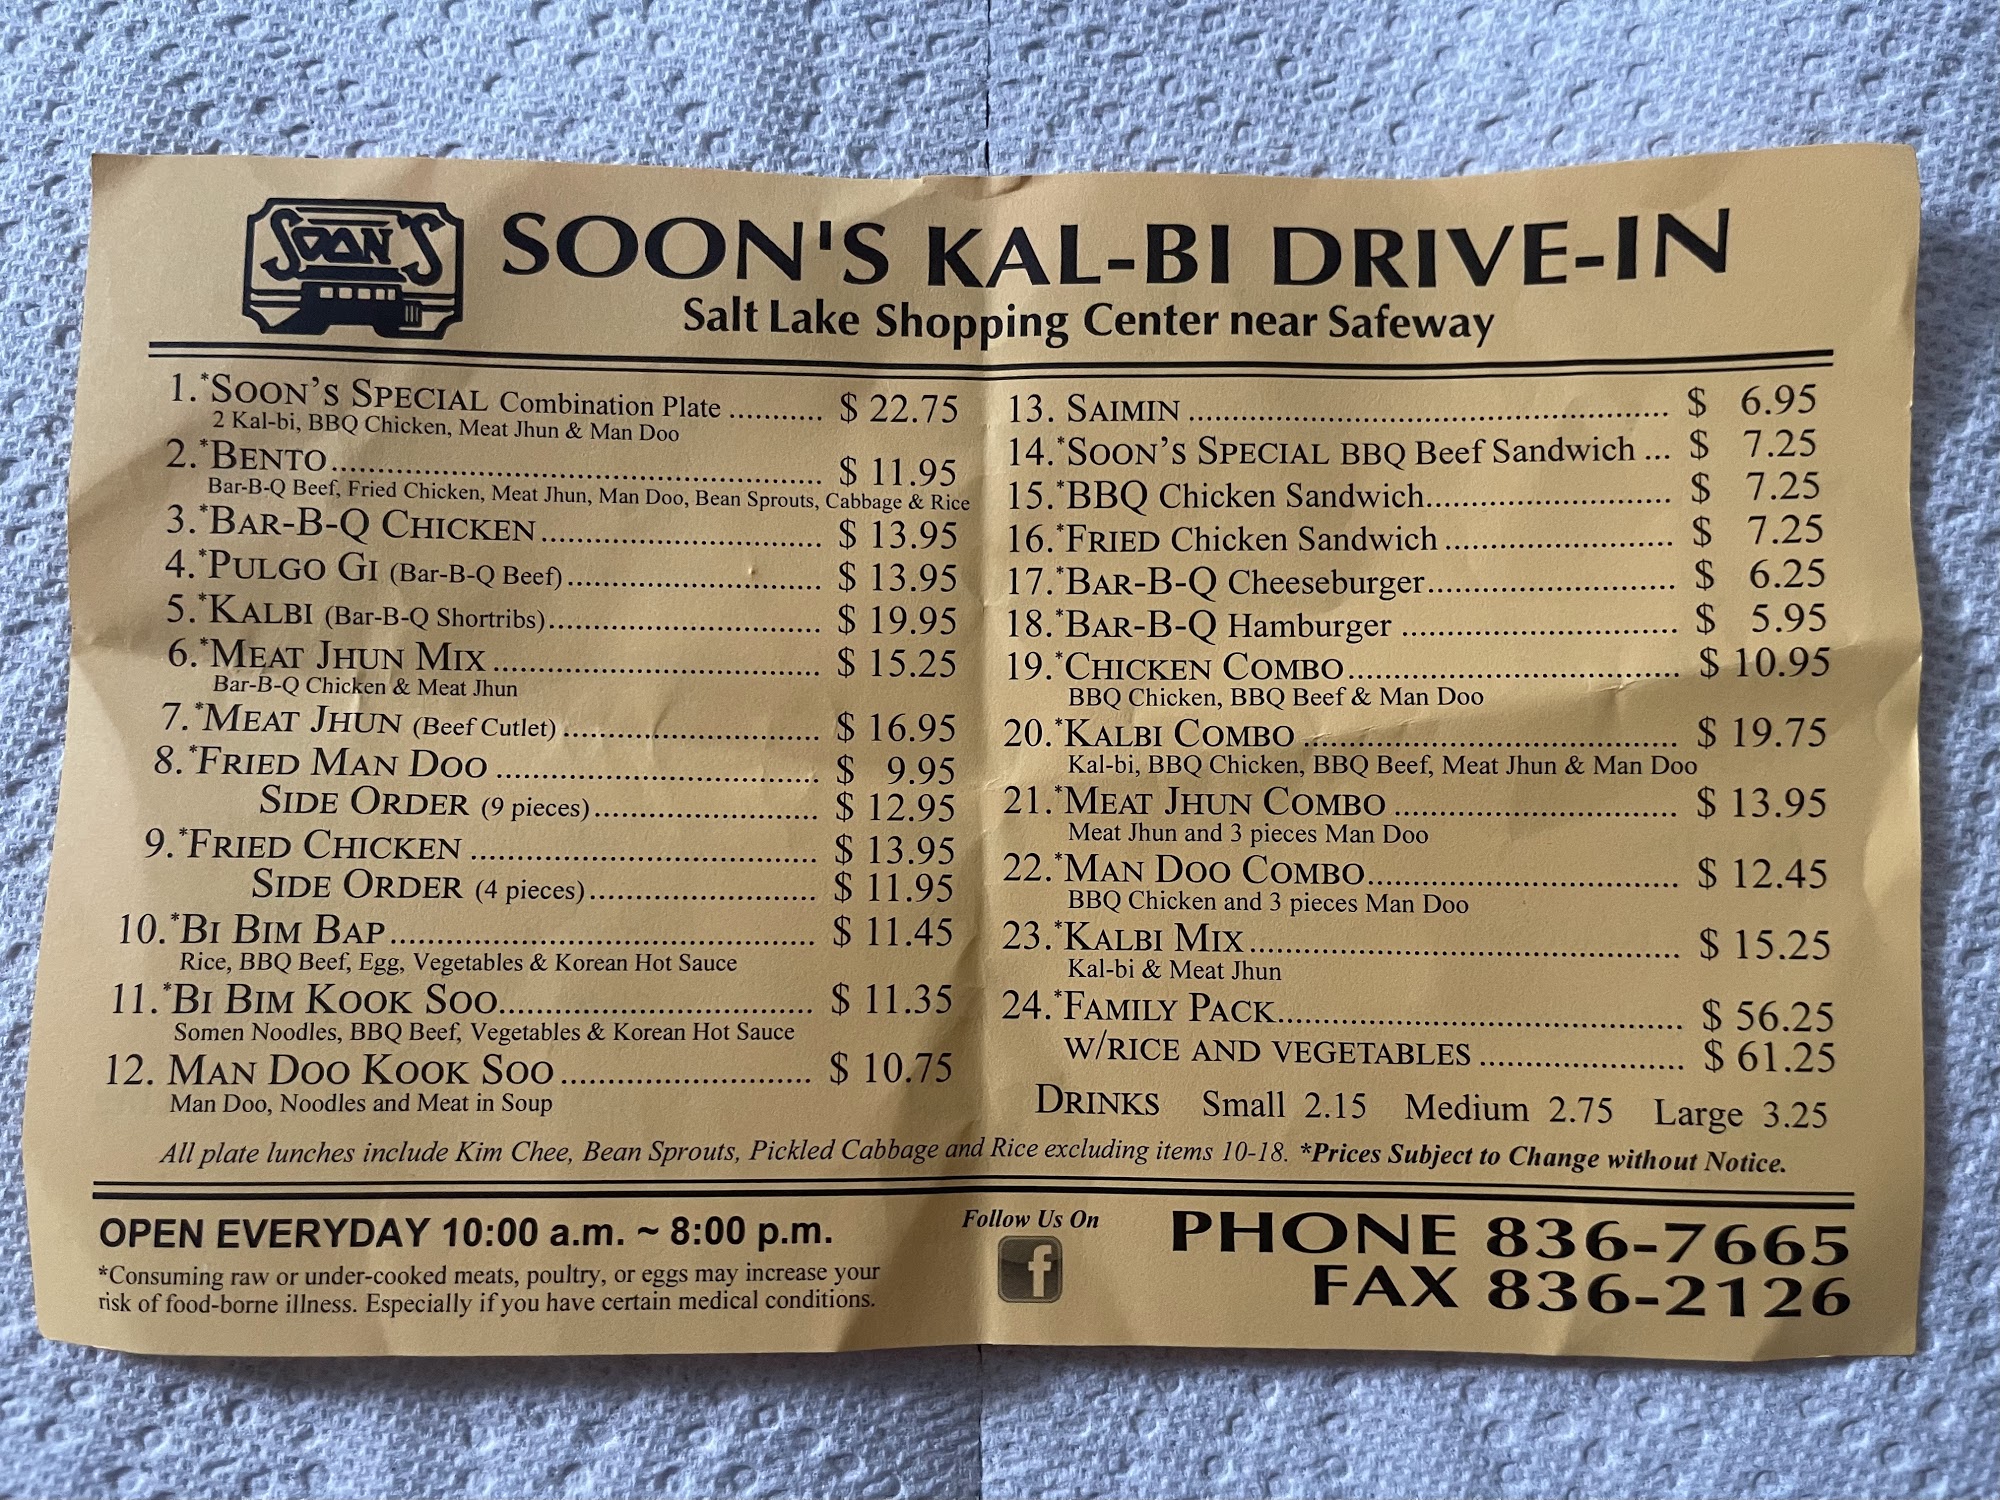 SOON'S
SOON'S KAL-BI DRIVE-IN
Salt Lake Shopping Center near Safeway
1. *SOON'S SPECIAL Combination Plate ........... $ 22.75
2 Kal-bi, BBQ Chicken, Meat Jhun & Man Doo
2. *BENTO ........... $ 11.95
Bar-B-Q Beef, Fried Chicken, Meat Jhun, Man Doo, Bean Sprouts, Cabbage & Rice
3. *BAR-B-Q CHICKEN ........... $ 13.95
4. *PULGO GI (Bar-B-Q Beef) ........... $ 13.95
5. *KALBI (Bar-B-Q Shortribs) ........... $ 19.95
6. *MEAT JHUN MIX ........... $ 15.25
Bar-B-Q Chicken & Meat Jhun
7. *MEAT JHUN (Beef Cutlet) ........... $ 16.95
8. *FRIED MAN DOO ........... $ 9.95
SIDE ORDER (9 pieces) ........... $ 12.95
9. *FRIED CHICKEN ........... $ 13.95
SIDE ORDER (4 pieces) ........... $ 11.95
10. *BI BIM BAP ........... $ 11.45
Rice, BBQ Beef, Egg, Vegetables & Korean Hot Sauce
11. *BI BIM KOOK SOO ........... $ 11.35
Somen Noodles, BBQ Beef, Vegetables & Korean Hot Sauce
12. MAN DOO KOOK SOO ........... $ 10.75
Man Doo, Noodles and Meat in Soup
13. SAIMIN ........... $ 6.95
14. *SOON'S SPECIAL BBQ Beef Sandwich ... $ 7.25
15. *BBQ Chicken Sandwich ........... $ 7.25
16. *FRIED Chicken Sandwich ........... $ 7.25
17. *BAR-B-Q Cheeseburger ........... $ 6.25
18. *BAR-B-Q Hamburger ........... $ 5.95
19. *CHICKEN COMBO ........... $ 10.95
BBQ Chicken, BBQ Beef & Man Doo
20. *KALBI COMBO ........... $ 19.75
Kal-bi, BBQ Chicken, BBQ Beef, Meat Jhun & Man Doo
21. *MEAT JHUN COMBO ........... $ 13.95
Meat Jhun and 3 pieces Man Doo
22. *MAN DOO COMBO ........... $ 12.45
BBQ Chicken and 3 pieces Man Doo
23. *KALBI MIX ........... $ 15.25
Kal-bi & Meat Jhun
24. *FAMILY PACK ........... $ 56.25
W/RICE AND VEGETABLES ........... $ 61.25
DRINKS Small 2.15 Medium 2.75 Large 3.25
All plate lunches include Kim Chee, Bean Sprouts, Pickled Cabbage and Rice excluding items 10-18. *Prices Subject to Change without Notice.
OPEN EVERYDAY 10:00 a.m. ~ 8:00 p.m.
*Consuming raw or under-cooked meats, poultry, or eggs may increase your
risk of food-borne illness. Especially if you have certain medical conditions.
Follow Us On
f
PHONE 836-7665
FAX 836-2126